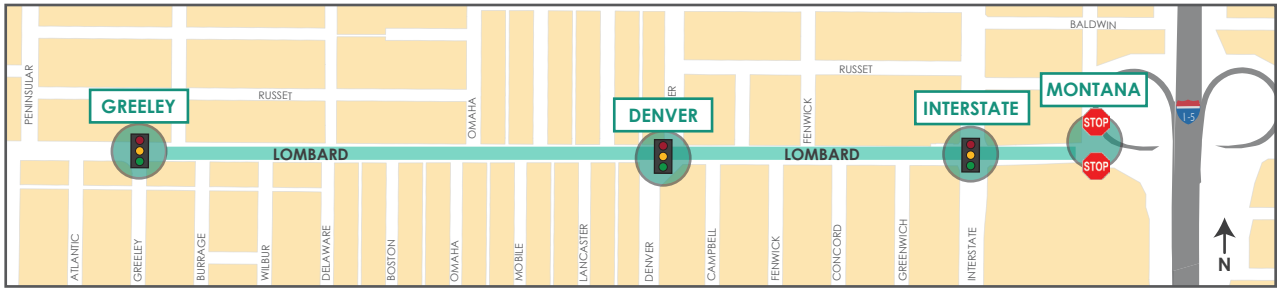 BALDWIN
PENINSULAR
RUSSET
RUSSET
GREELEY
OMAHA
DENVER
ER
FENWICK
INTERSTATE
MONTANA
I-5
STOP
STOP
LOMBARD
LOMBARD
ATLANTIC
GREELEY
BURRAGE
WILBUR
DELAWARE
BOSTON
OMAHA
MOBILE
LANCASTER
DENVER
CAMPBELL
FENWICK
CONCORD
GREENWICH
INTERSTATE
N